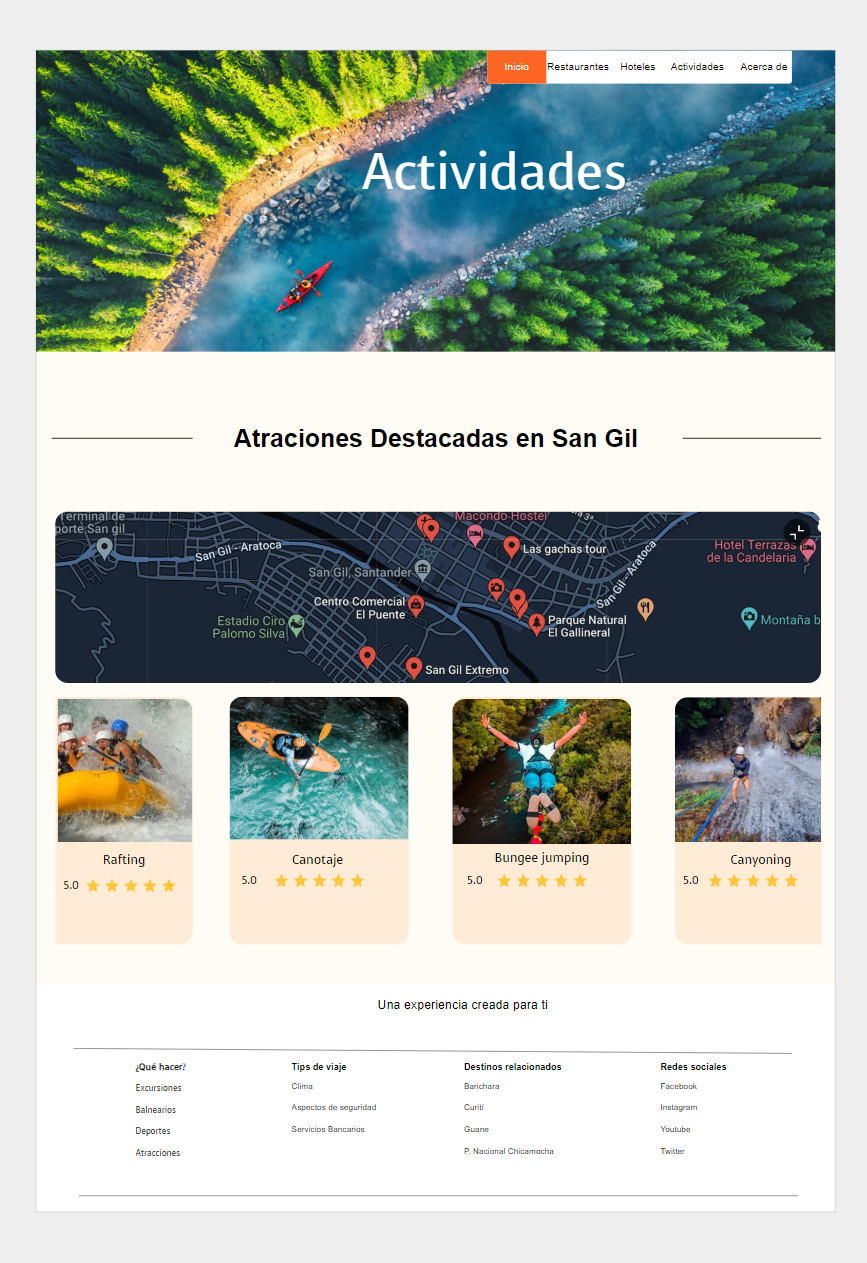 Inicio Restaurantes Hoteles Actividades Acerca de
Actividades
Atraciones Destacadas en San Gil
Terminal de
porte San gil
Macondo Hostel
San Gil - Aratoca
Las gachas tour
Hotel Terrazas
de la Candelaria
San Gil, Santander
San Gil - Aratoca
Centro Comercial
El Puente
Estadio Ciro
Palomo Silva
Parque Natural
El Gallineral
Montaña b
San Gil Extremo
Rafting
5.0
Canotaje
5.0
Bungee jumping
5.0
Canyoning
5.0
Una experiencia creada para ti
¿Qué hacer?
Excursiones
Balnearios
Deportes
Atracciones
Tips de viaje
Clima
Aspectos de seguridad
Servicios Bancarios
Destinos relacionados
Barichara
Curití
Guane
P. Nacional Chicamocha
Redes sociales
Facebook
Instagram
Youtube
Twitter